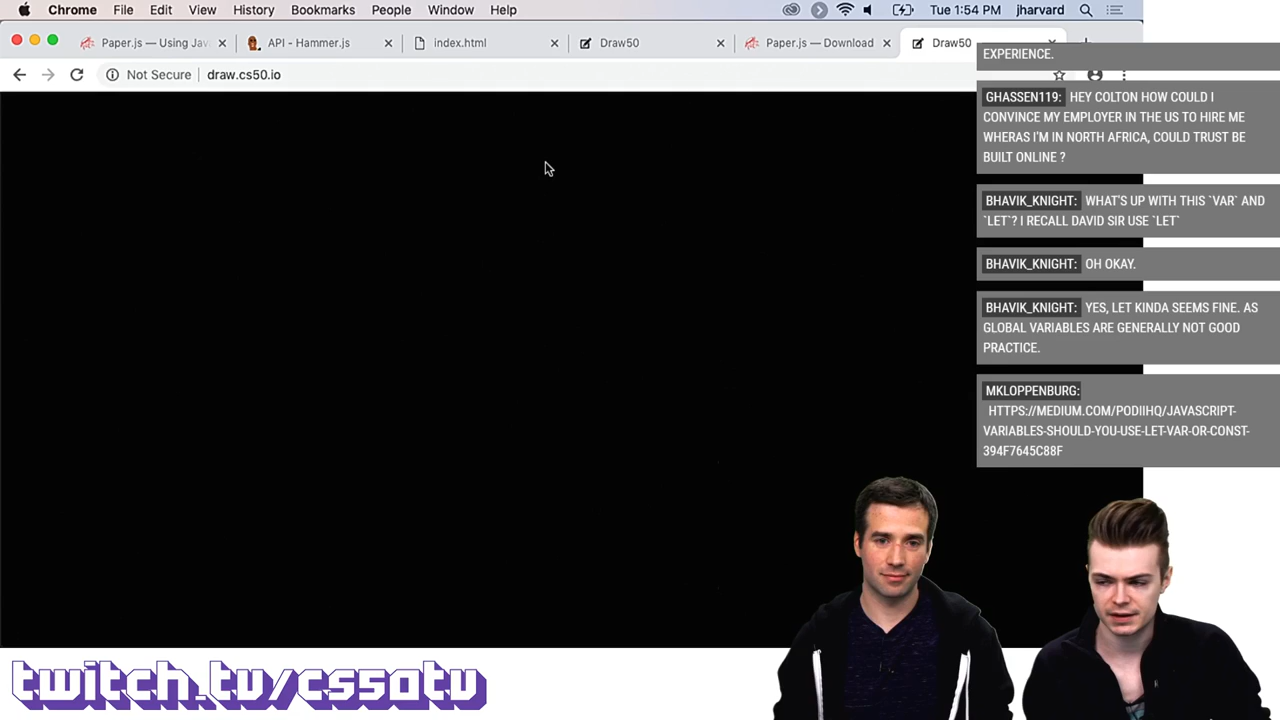 Chrome File Edit View History Bookmarks People Window Help Tue 1:54 PM jharvard
Paper.js — Using Jav
API - Hammer.js
index.html
Draw50
Paper.js — Download
Draw50
Not Secure draw.cs50.io
EXPERIENCE.
GHASSEN119: HEY COLTON HOW COULD I
CONVINCE MY EMPLOYER IN THE US TO HIRE ME
WHERAS I'M IN NORTH AFRICA, COULD TRUST BE
BUILT ONLINE ?
BHAVIK_KNIGHT: WHAT'S UP WITH THIS `VAR` AND
`LET`? I RECALL DAVID SIR USE `LET`
BHAVIK_KNIGHT: OH OKAY.
BHAVIK_KNIGHT: YES, LET KINDA SEEMS FINE. AS
GLOBAL VARIABLES ARE GENERALLY NOT GOOD
PRACTICE.
MKLOPPENBURG:
HTTPS://MEDIUM.COM/PODIIHQ/JAVASCRIPT-
VARIABLES-SHOULD-YOU-USE-LET-VAR-OR-CONST-
394F7645C88F
twitch.tv/cs50tv